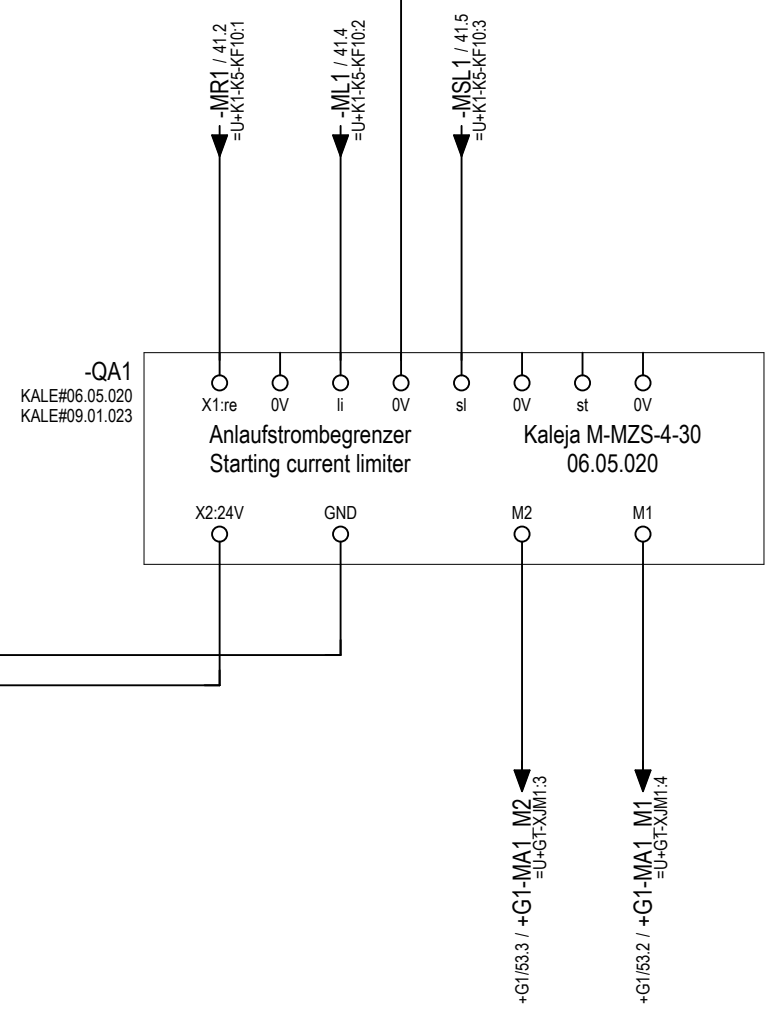 -MR1 / 41.2
=U+K1-K5-KF10:1
-ML1 / 41.4
=U+K1-K5-KF10:2
-MSL1 / 41.5
=U+K1-K5-KF10:3
-QA1
KALE#06.05.020
KALE#09.01.023
X1:re
0V
li
0V
sl
0V
st
0V
Anlaufstrombegrenzer
Starting current limiter
Kaleja M-MZS-4-30
06.05.020
X2:24V
GND
M2
M1
+G1/53.3 / +G1-MA1_M2
=U+G1-XJM1:3
+G1/53.2 / +G1-MA1_M1
=U+G1-XJM1:4